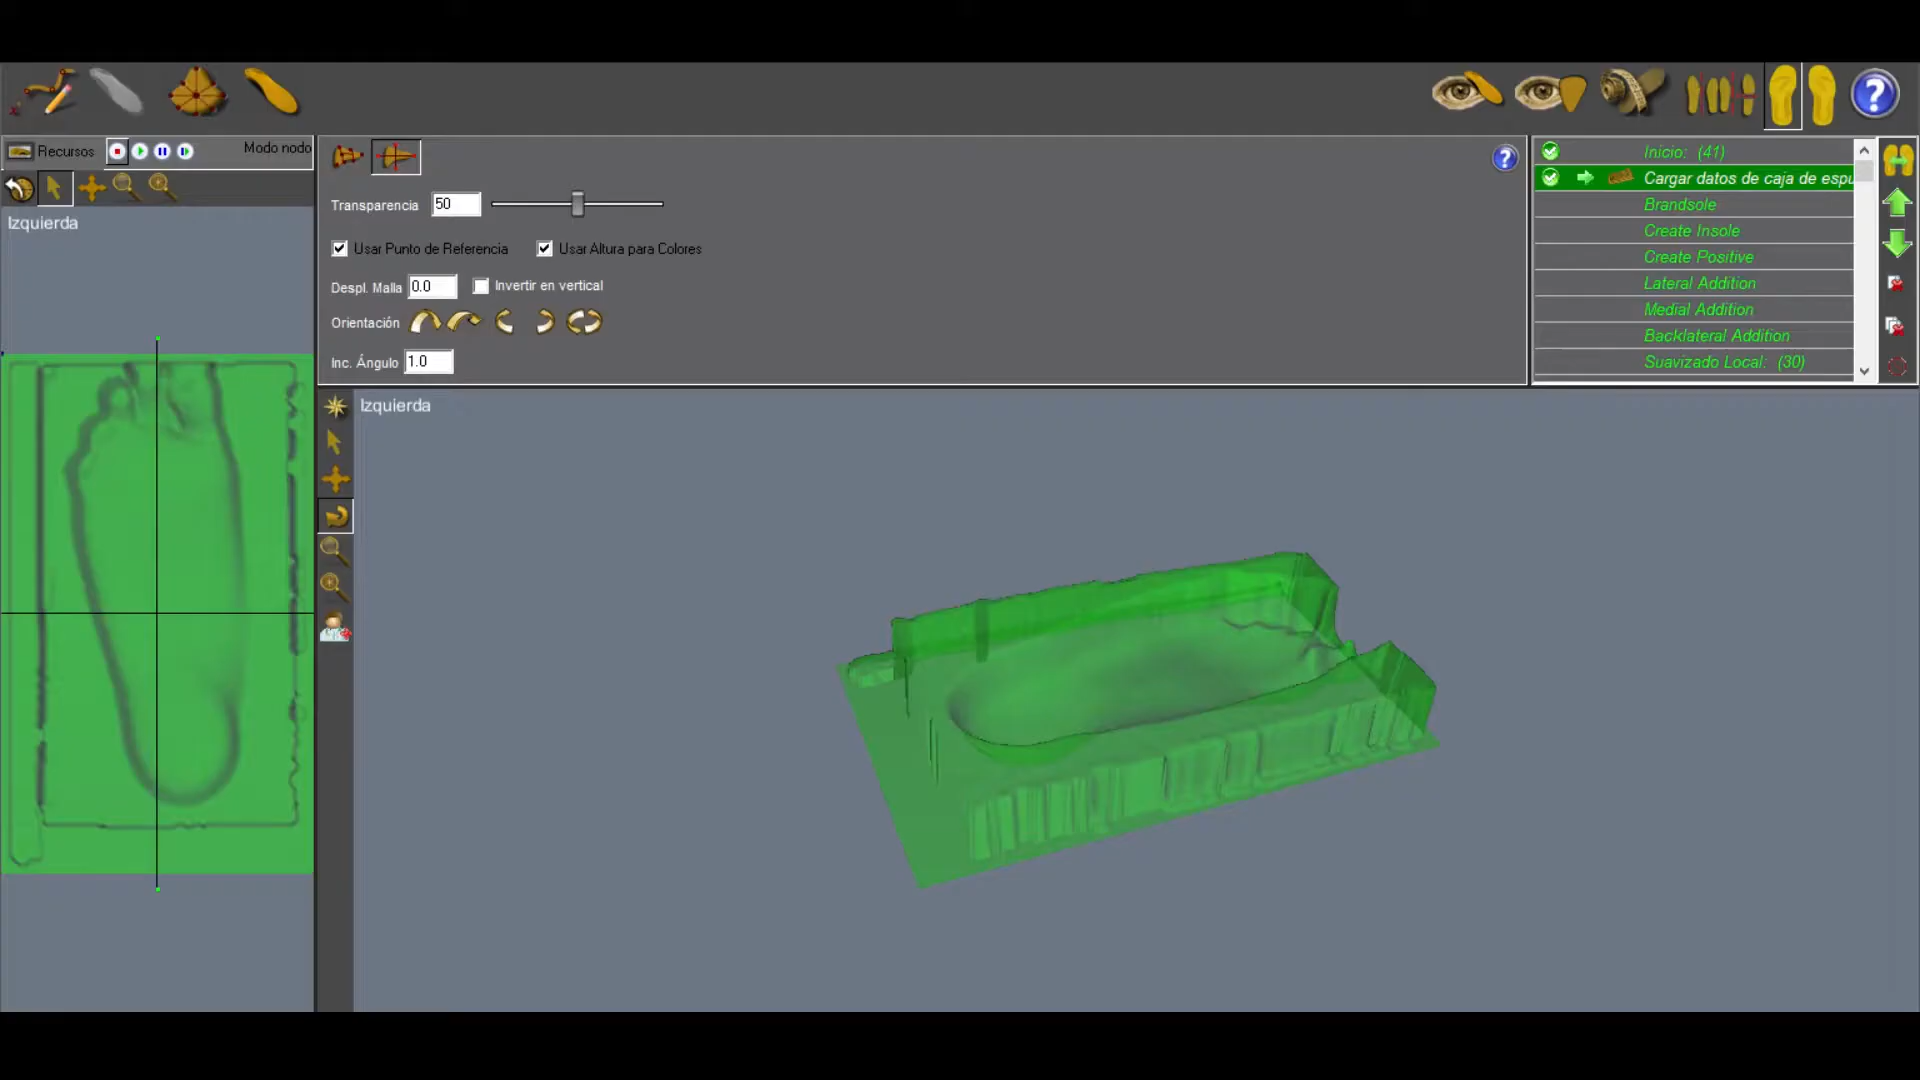 Recursos
Modo nodo
Izquierda
Transparencia 50
Usar Punto de Referencia
Usar Altura para Colores
Despl. Malla 0.0
Invertir en vertical
Orientación
Inc. Ángulo 1.0
Inicio: (41)
Cargar datos de caja de espu
Brandsole
Create Insole
Create Positive
Lateral Addition
Medial Addition
Backlateral Addition
Suavizado Local: (30)
Izquierda